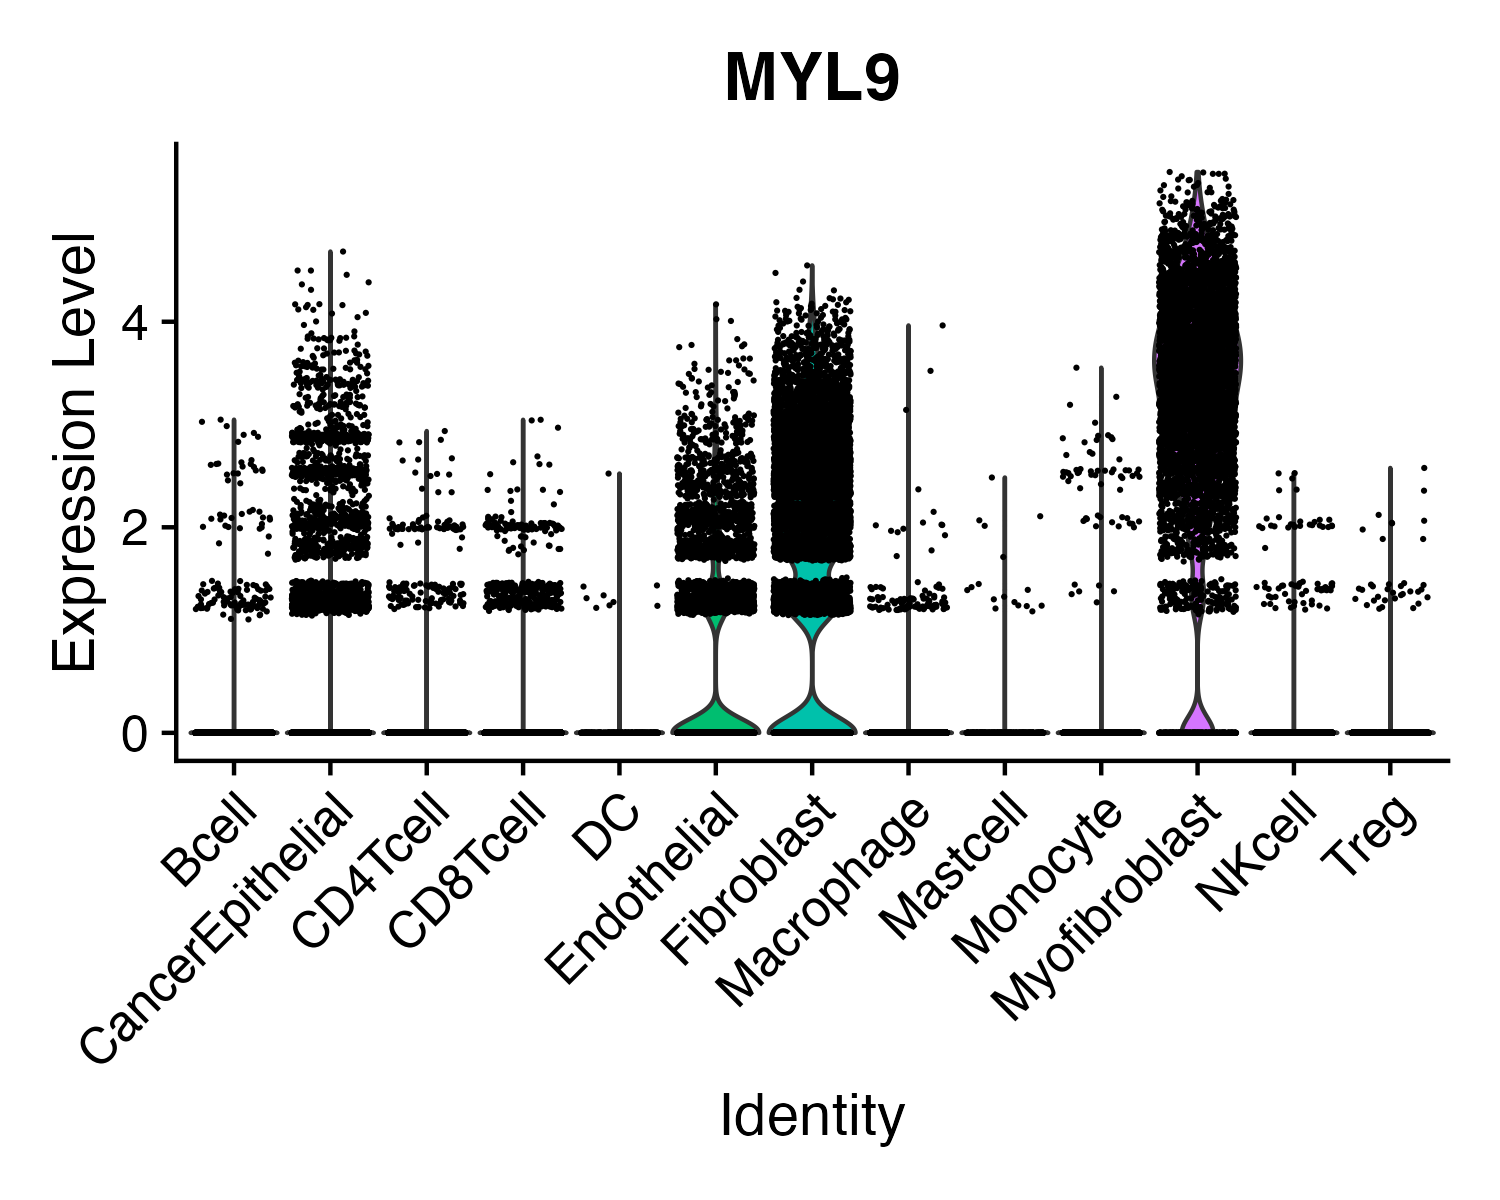 MYL9
Expression Level
4
2
0
Bcell
CancerEpithelial
CD4Tcell
CD8Tcell
DC
Endothelial
Fibroblast
Macrophage
Mastcell
Monocyte
Myofibroblast
NKcell
Treg
Identity